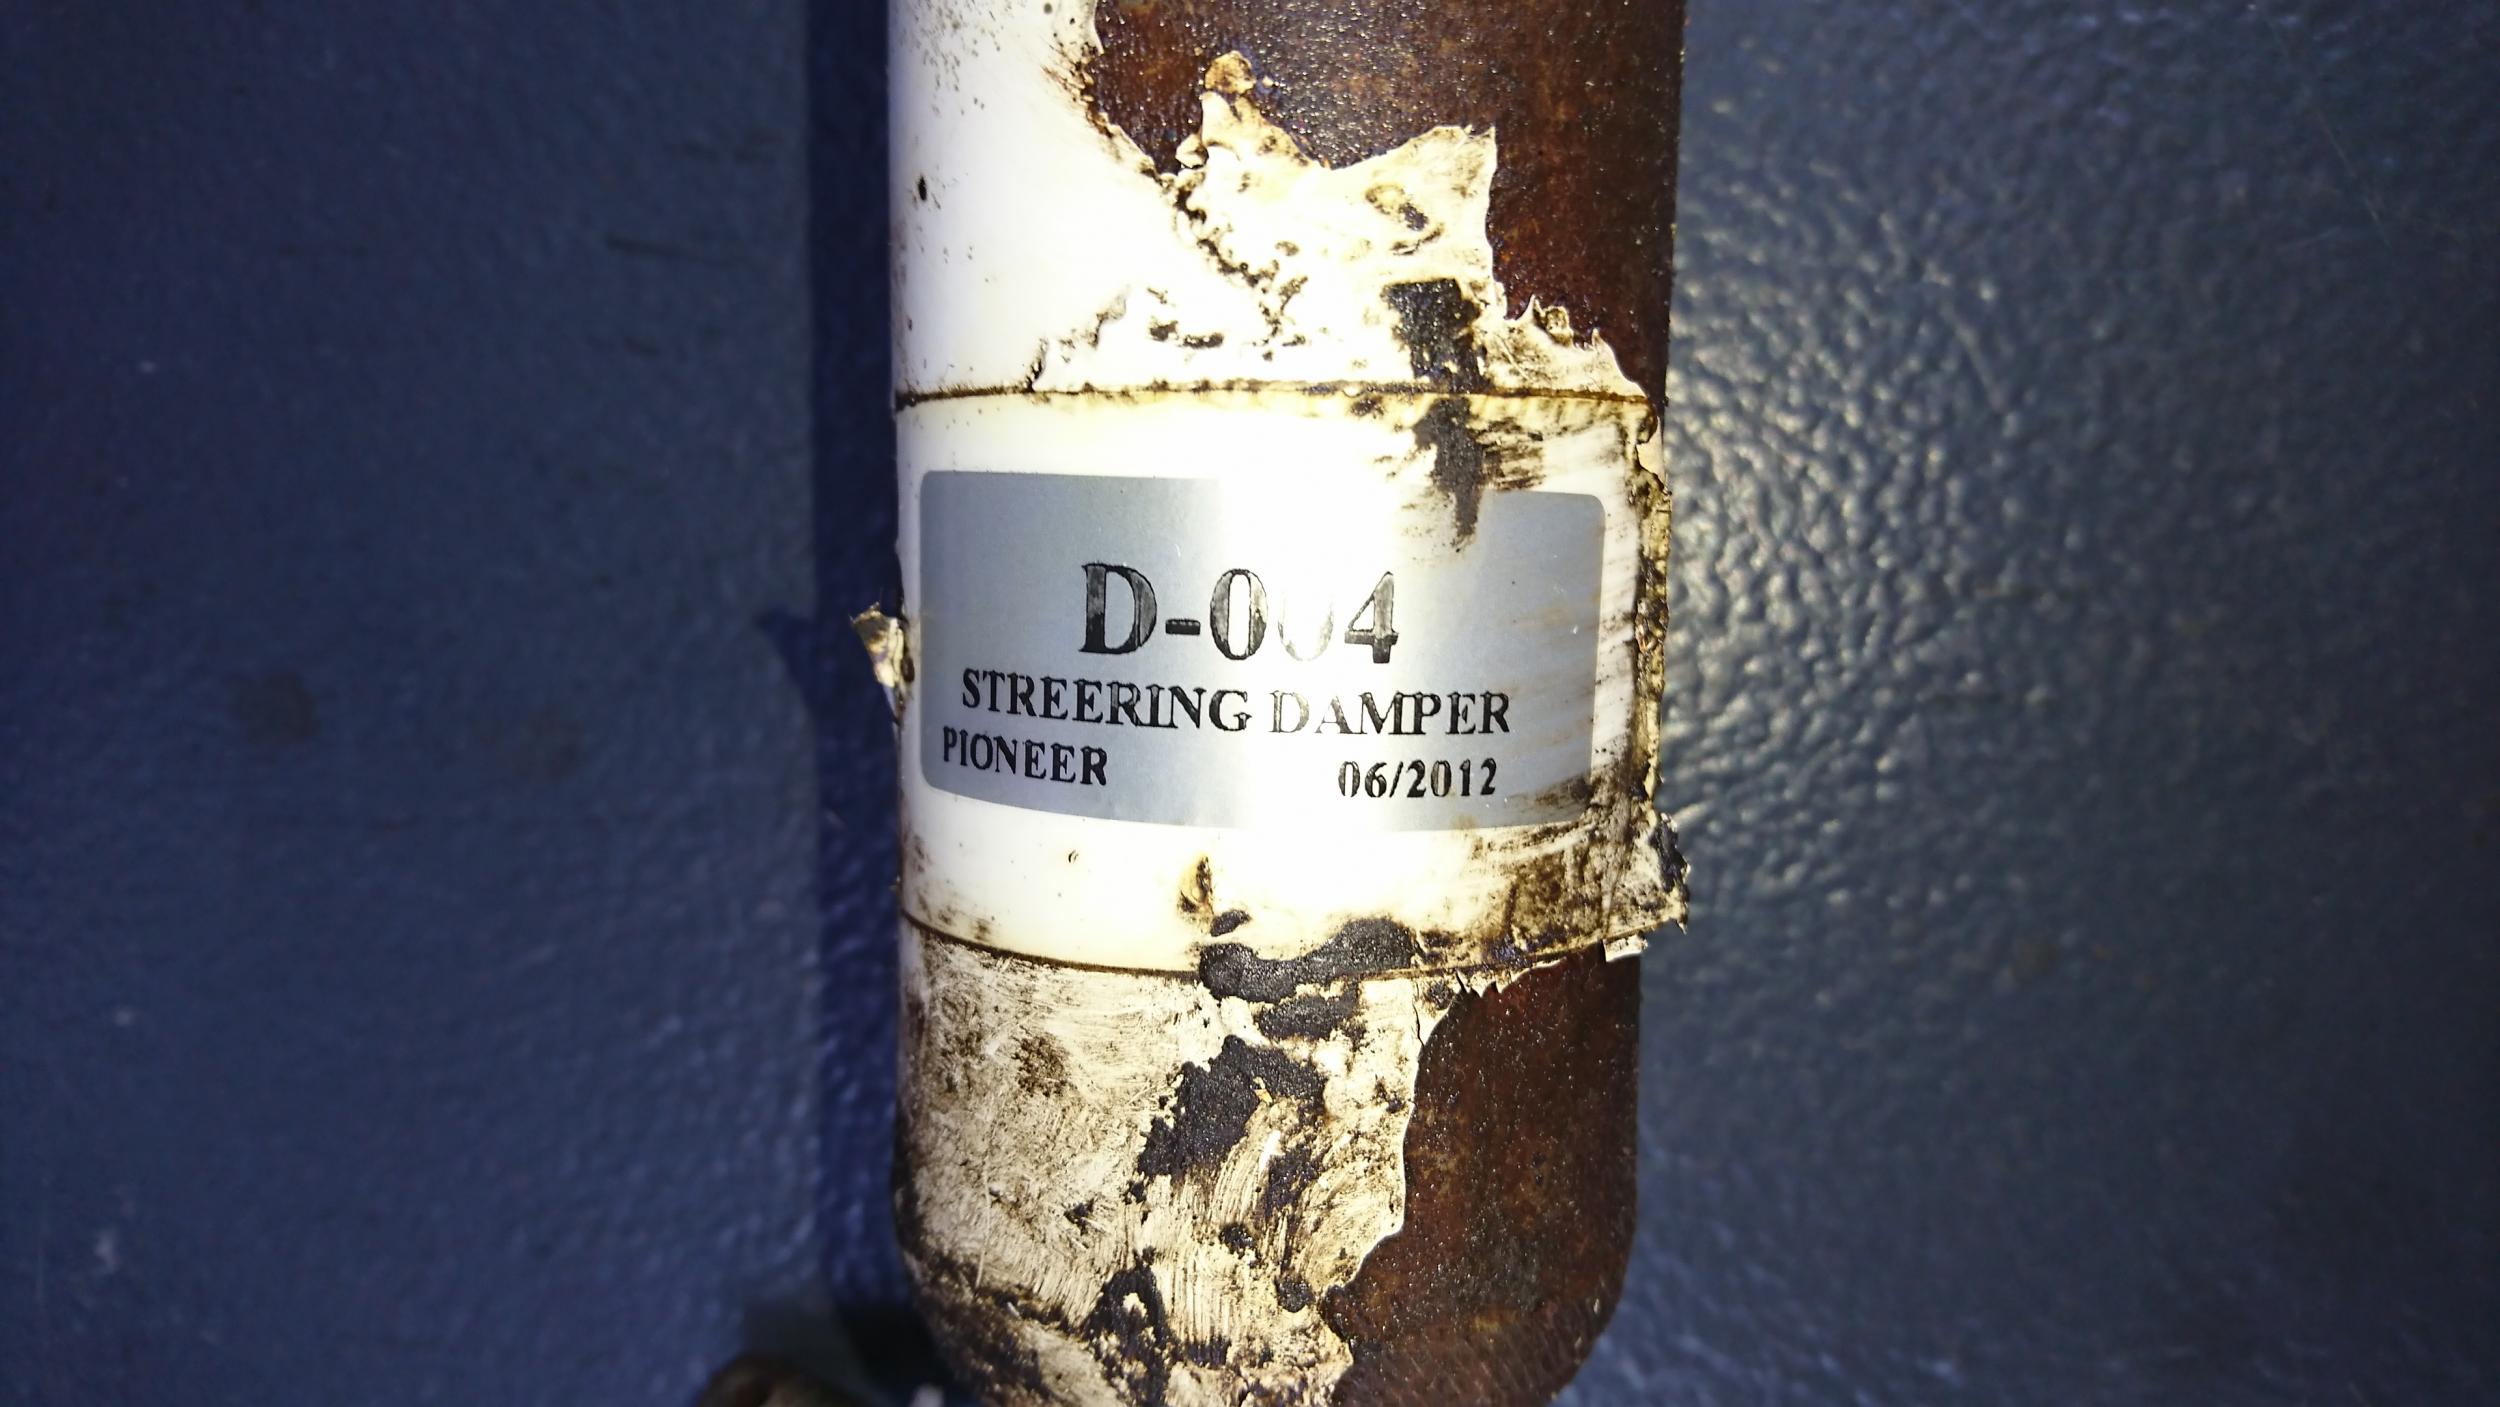 D-004
STREERING DAMPER
PIONEER 06/2012